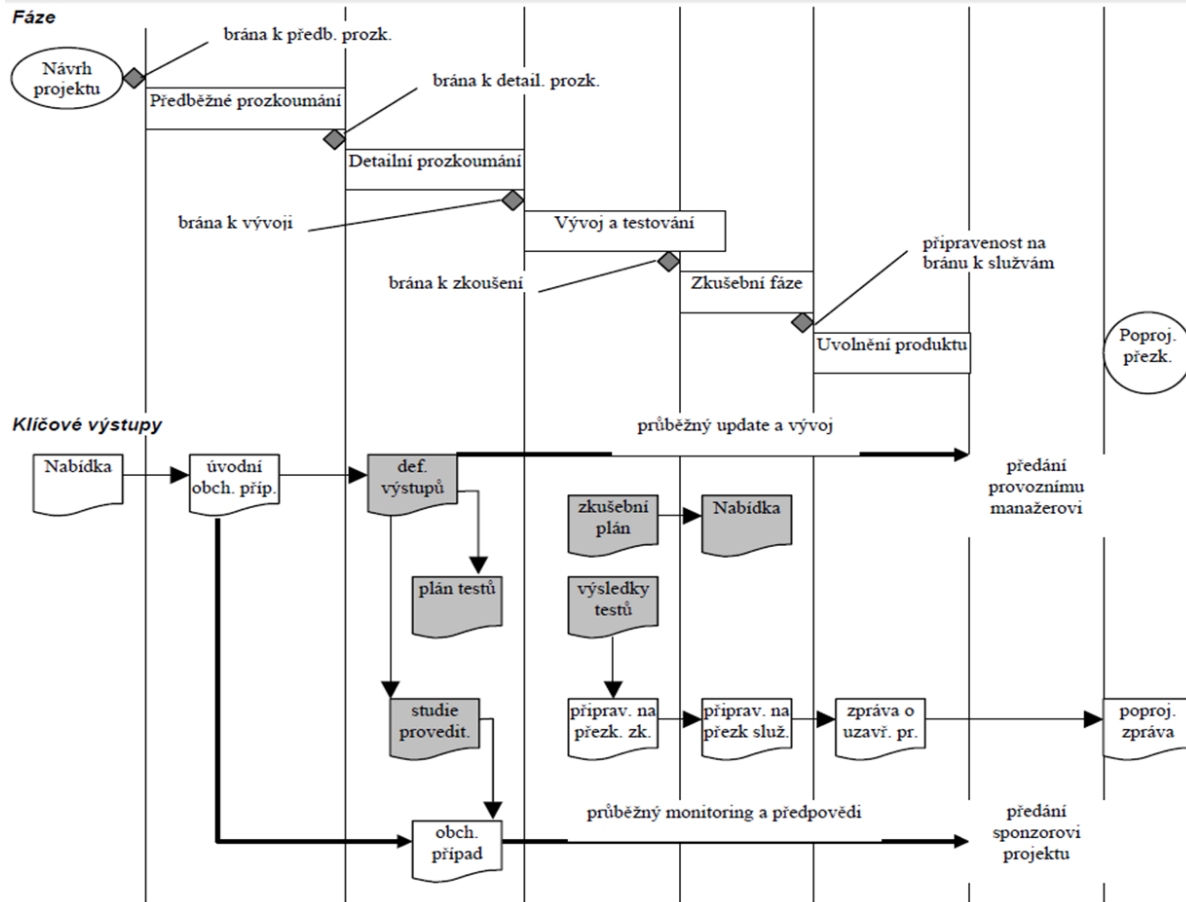 Fáze
brána k předb. prozk.
Návrh
projektu
brána k detail. prozk.
Předběžné prozkoumání
Detailní prozkoumání
brána k vývoji
Vývoj a testování
připravenost na
bránu k služvám
brána k zkoušení
Zkušební fáze
Uvolnění produktu
Poproj.
přezk.
Klíčové výstupy
průběžný update a vývoj
Nabídka
úvodní
obch. příp.
def.
výstupů
předání
provoznímu
manažerovi
zkušební
plán
Nabídka
plán testů
výsledky
testů
studie
provedit.
připrav. na
přezk. zk.
připrav. na
přezk služ.
zpráva o
uzavř. pr.
poproj.
zpráva
průběžný monitoring a předpovědi
obch.
případ
předání
sponzorovi
projektu